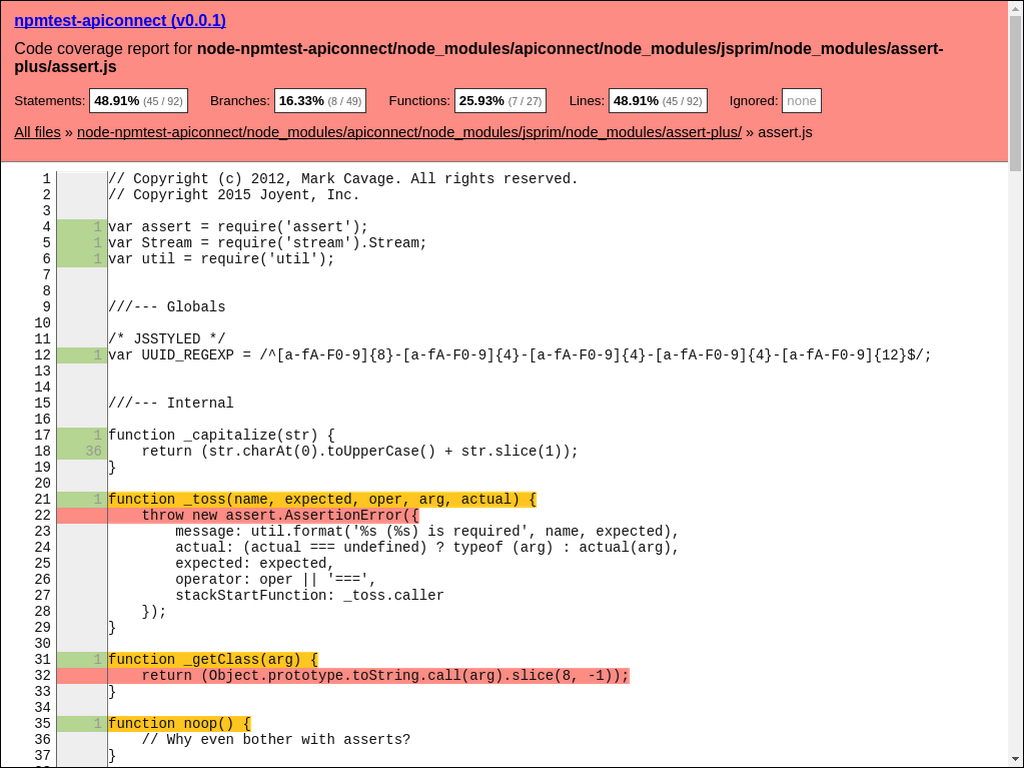 npmtest-apiconnect (v0.0.1)
Code coverage report for node-npmtest-apiconnect/node_modules/apiconnect/node_modules/jsprim/node_modules/assert-
plus/assert.js
Statements: 48.91% (45 / 92) Branches: 16.33% (8 / 49) Functions: 25.93% (7 / 27) Lines: 48.91% (45 / 92) Ignored: none
All files » node-npmtest-apiconnect/node_modules/apiconnect/node_modules/jsprim/node_modules/assert-plus/ » assert.js
1 // Copyright (c) 2012, Mark Cavage. All rights reserved.
2 // Copyright 2015 Joyent, Inc.
3
4 1 var assert = require('assert');
5 1 var Stream = require('stream').Stream;
6 1 var util = require('util');
7
8
9 ///--- Globals
10
11 /* JSSTYLED */
12 1 var UUID_REGEXP = /^[a-fA-F0-9]{8}-[a-fA-F0-9]{4}-[a-fA-F0-9]{4}-[a-fA-F0-9]{4}-[a-fA-F0-9]{12}$/;
13
14
15 ///--- Internal
16
17 1 function _capitalize(str) {
18 36     return (str.charAt(0).toUpperCase() + str.slice(1));
19 }
20
21 1 function _toss(name, expected, oper, arg, actual) {
22     throw new assert.AssertionError({
23         message: util.format('%s (%s) is required', name, expected),
24         actual: (actual === undefined) ? typeof (arg) : actual(arg),
25         expected: expected,
26         operator: oper || '===',
27         stackStartFunction: _toss.caller
28     });
29 }
30
31 1 function _getClass(arg) {
32     return (Object.prototype.toString.call(arg).slice(8, -1));
33 }
34
35 1 function noop() {
36     // Why even bother with asserts?
37 }